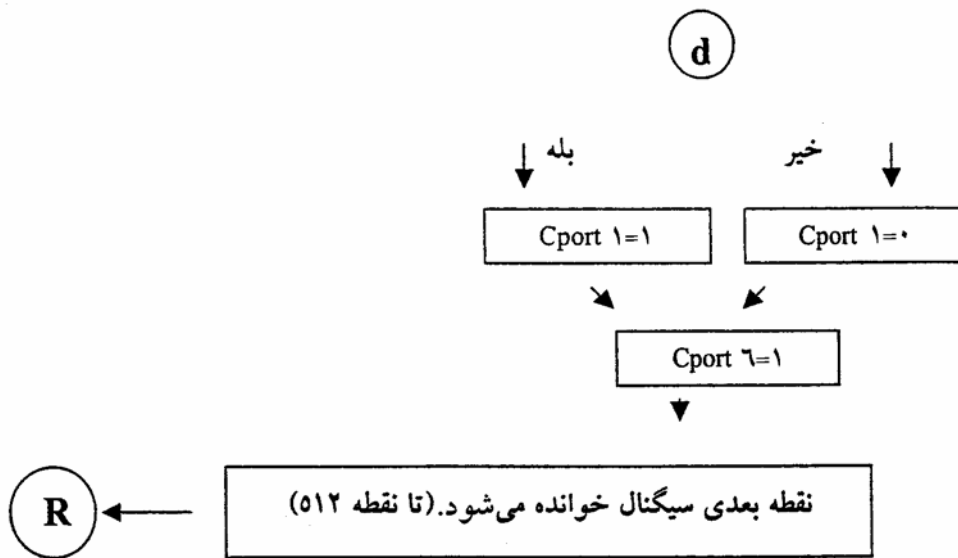 d
خیر
بله
Cport ۱=۰
Cport ۱=۱
Cport ٦=۱
نقطه بعدی سیگنال خوانده می‌شود.(تا نقطه ٥۱۲)
R